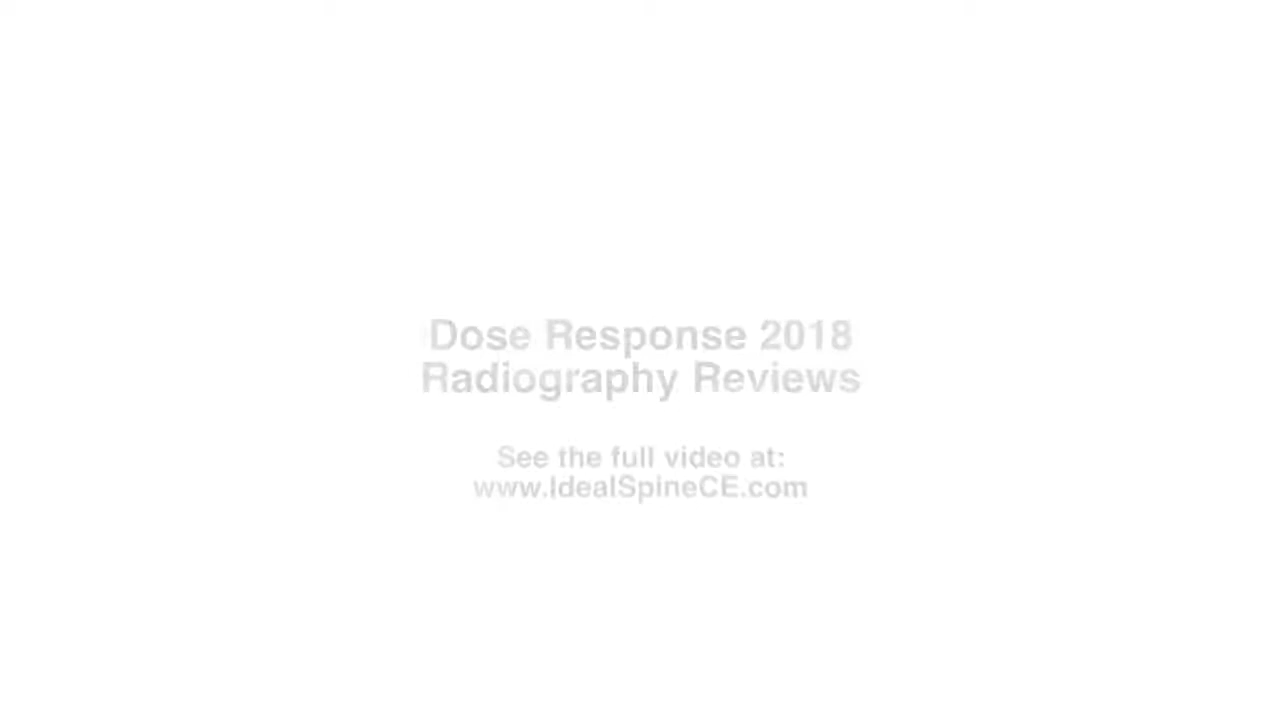 Dose Response 2018
Radiography Reviews
See the full video at:
www.IdealSpineCE.com